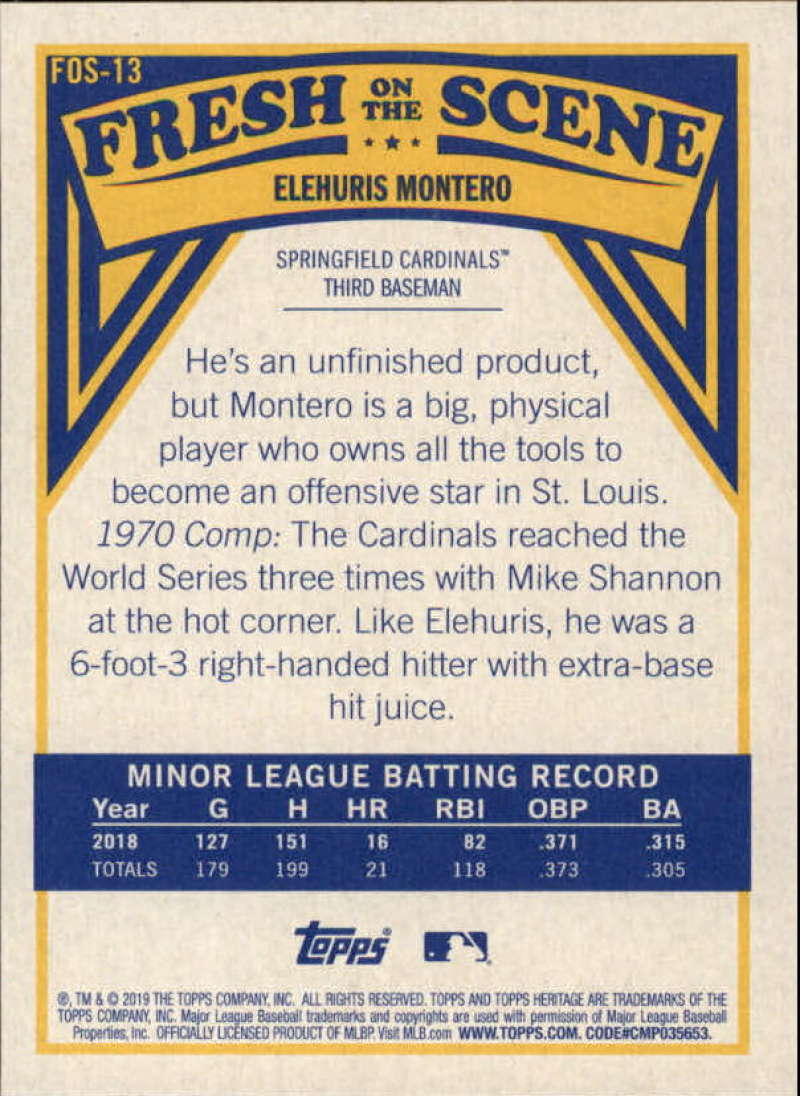 FOS-13
FRESH ON THE SCENE
ELEHURIS MONTERO
SPRINGFIELD CARDINALS™
THIRD BASEMAN
He's an unfinished product,
but Montero is a big, physical
player who owns all the tools to
become an offensive star in St. Louis.
1970 Comp: The Cardinals reached the
World Series three times with Mike Shannon
at the hot corner. Like Elehuris, he was a
6-foot-3 right-handed hitter with extra-base
hit juice.
MINOR LEAGUE BATTING RECORD
Year G H HR RBI OBP BA
2018 127 151 16 82 .371 .315
TOTALS 179 199 21 118 .373 .305
topps®
®, TM & © 2019 THE TOPPS COMPANY, INC. ALL RIGHTS RESERVED. TOPPS AND TOPPS HERITAGE ARE TRADEMARKS OF THE
TOPPS COMPANY, INC. Major League Baseball trademarks and copyrights are used with permission of Major League Baseball
Properties, Inc. OFFICIALLY LICENSED PRODUCT OF MLBP. Visit MLB.com WWW.TOPPS.COM. CODE#CMP035653.